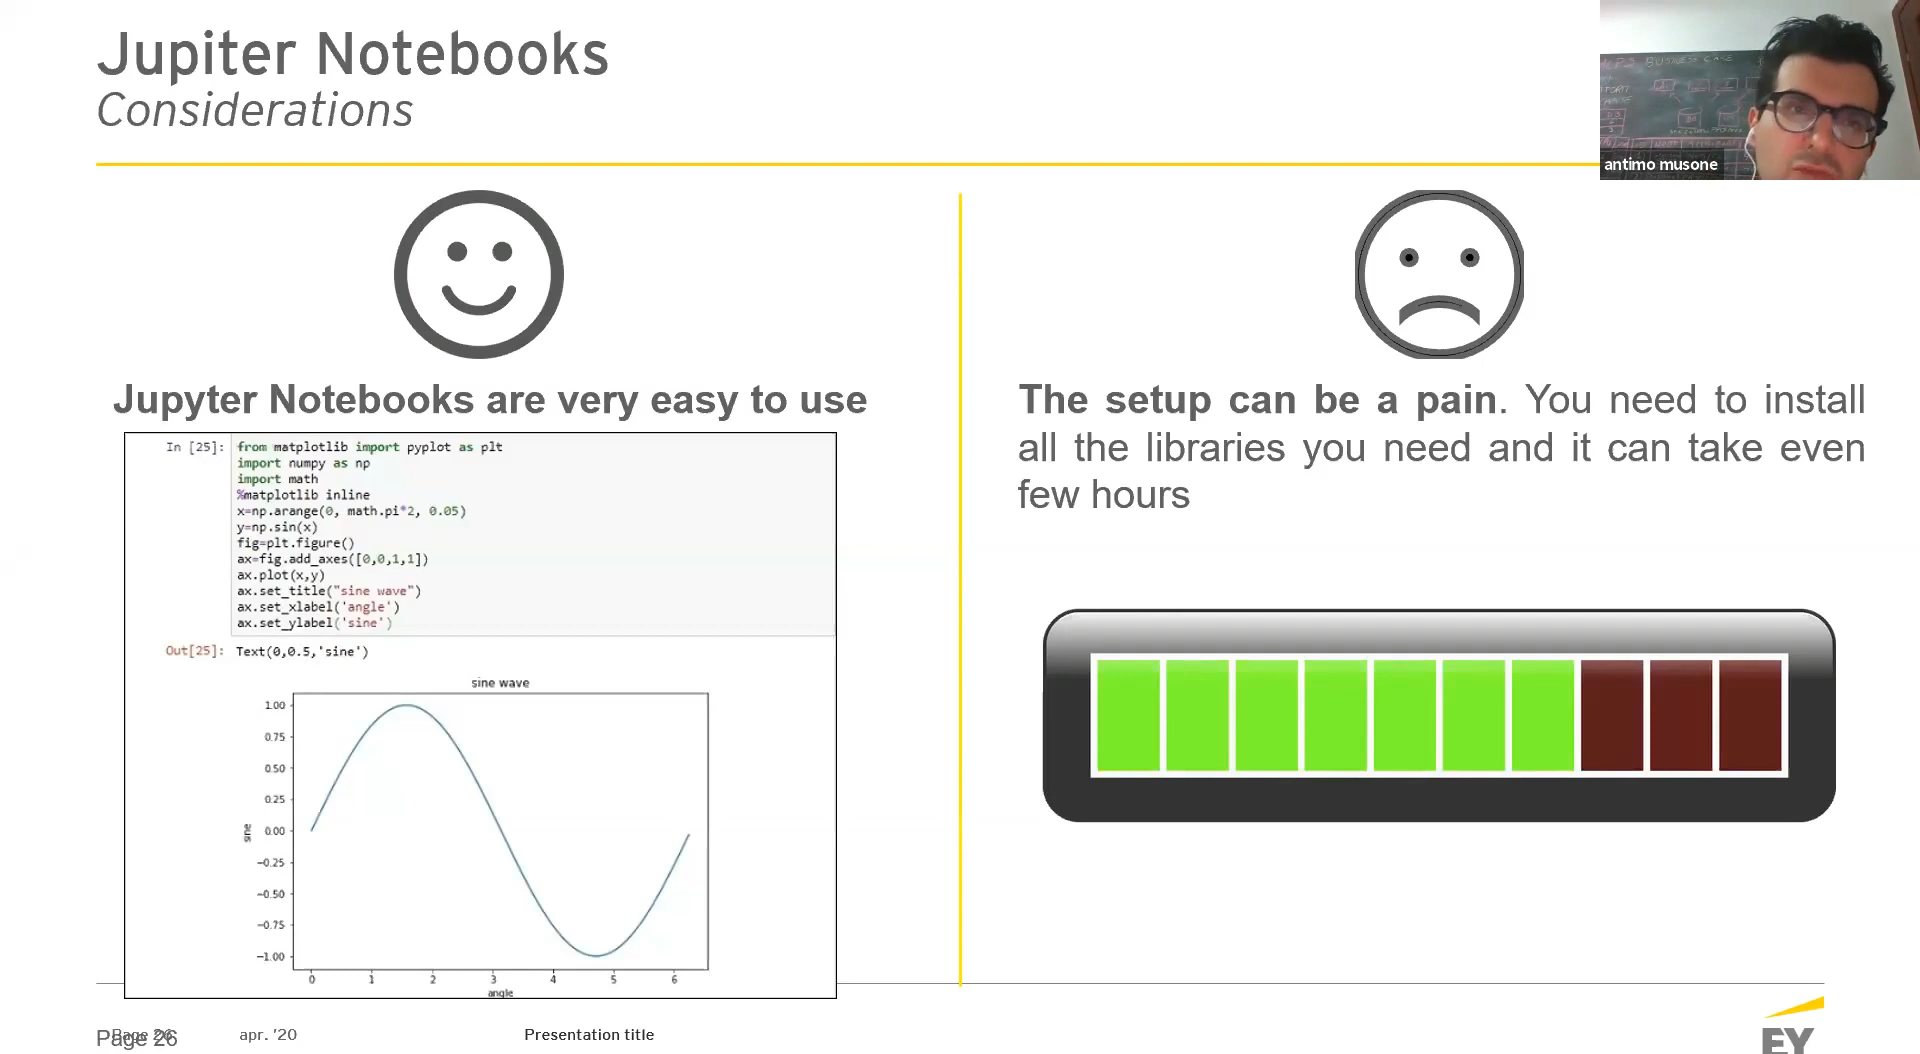 Jupiter Notebooks
Considerations
antimo musone
Jupyter Notebooks are very easy to use
In [25]: from matplotlib import pyplot as plt
import numpy as np
import math
%matplotlib inline
x=np.arange(0, math.pi*2, 0.05)
y=np.sin(x)
fig=plt.figure()
ax=fig.add_axes([0,0,1,1])
ax.plot(x,y)
ax.set_title("sine wave")
ax.set_xlabel('angle')
ax.set_ylabel('sine')
Out[25]: Text(0,0.5,'sine')
sine wave
1.00
0.75
0.50
0.25
0.00
−0.25
−0.50
−0.75
−1.00
sine
0 1 2 3 4 5 6
angle
The setup can be a pain. You need to install
all the libraries you need and it can take even
few hours
Page 26
apr. '20
Presentation title
EY